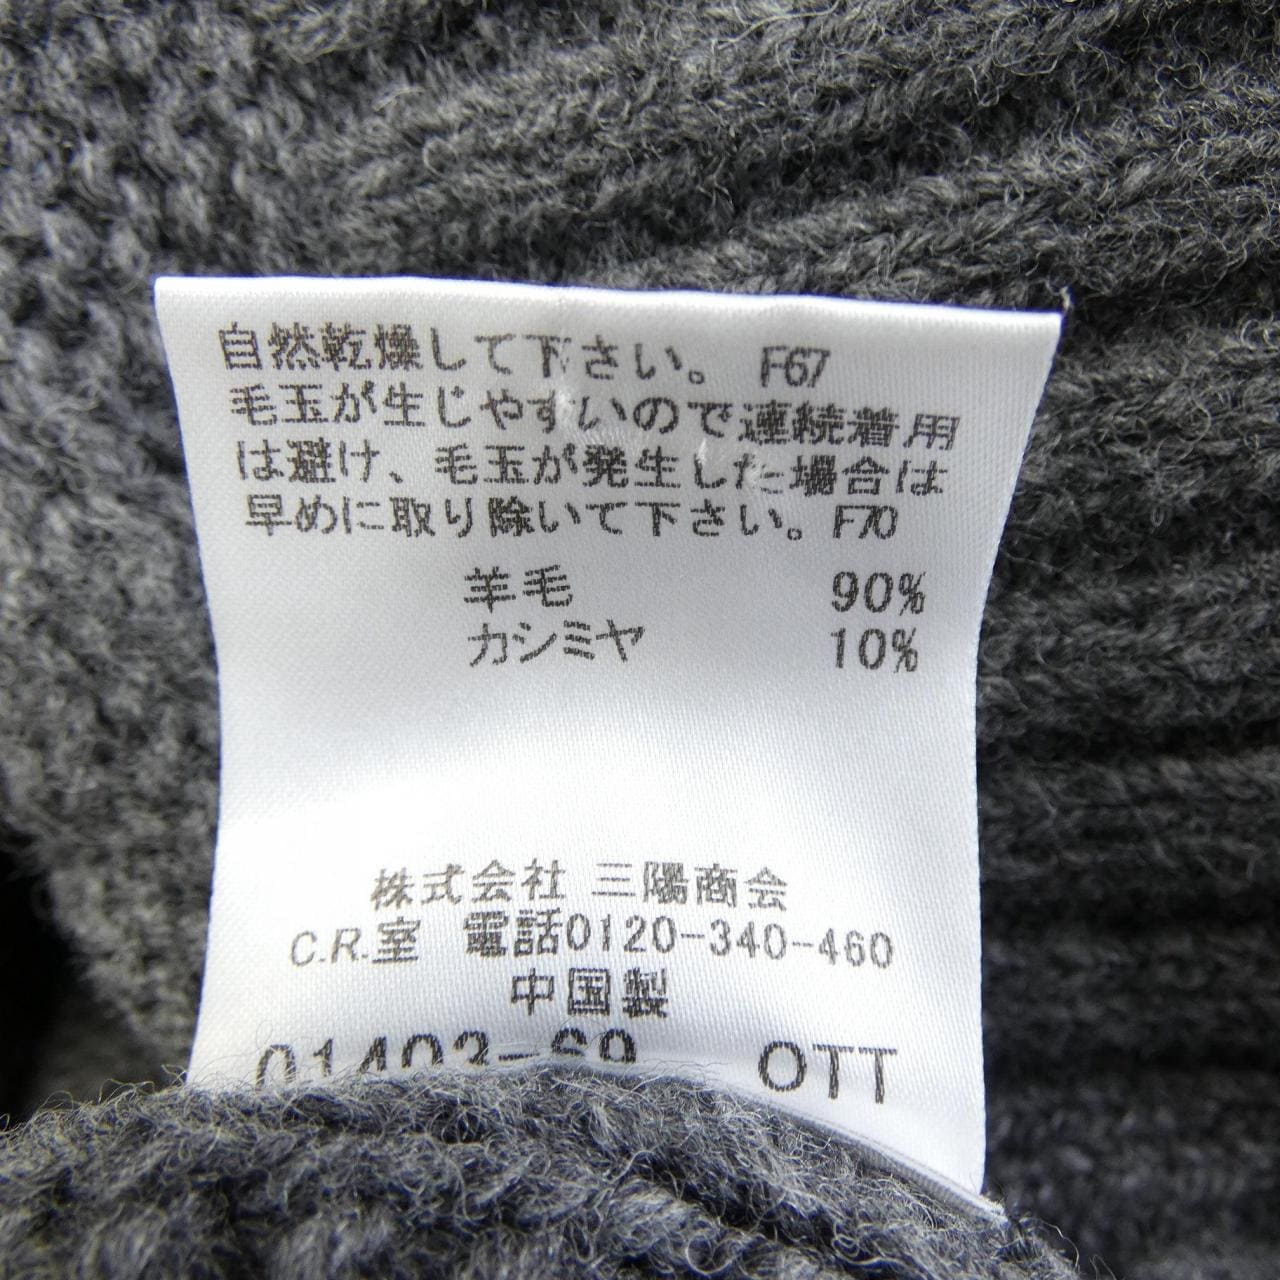 自然乾燥して下さい。 F67
毛玉が生じやすいので連続着用
は避け、毛玉が発生した場合は
早めに取り除いて下さい。F70
羊毛 90%
カシミヤ 10%
株式会社 三陽商会
C.R.室 電話0120-340-460
中国製
OTT